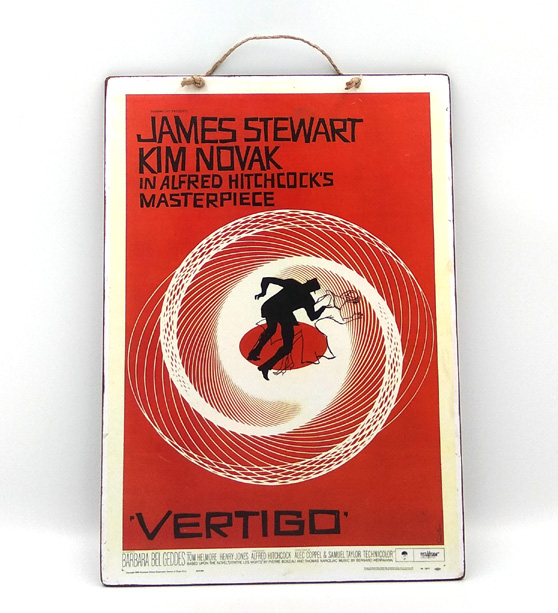 JAMES STEWART
KIM NOVAK
IN ALFRED HITCHCOCK'S
MASTERPIECE
'VERTIGO'
BARBARA BEL GEDDES TOM HELMORE HENRY JONES ALFRED HITCHCOCK ALEC COPPEL & SAMUEL TAYLOR TECHNICOLOR